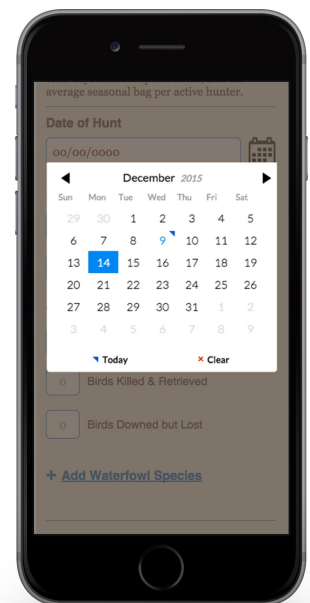 average seasonal bag per active hunter.
Date of Hunt
00/00/0000
December 2015
Sun Mon Tue Wed Thu Fri Sat
29 30 1 2 3 4 5
6 7 8 9 10 11 12
13 14 15 16 17 18 19
20 21 22 23 24 25 26
27 28 29 30 31 1 2
3 4 5 6 7 8 9
Today × Clear
0 Birds Killed & Retrieved
0 Birds Downed but Lost
+ Add Waterfowl Species